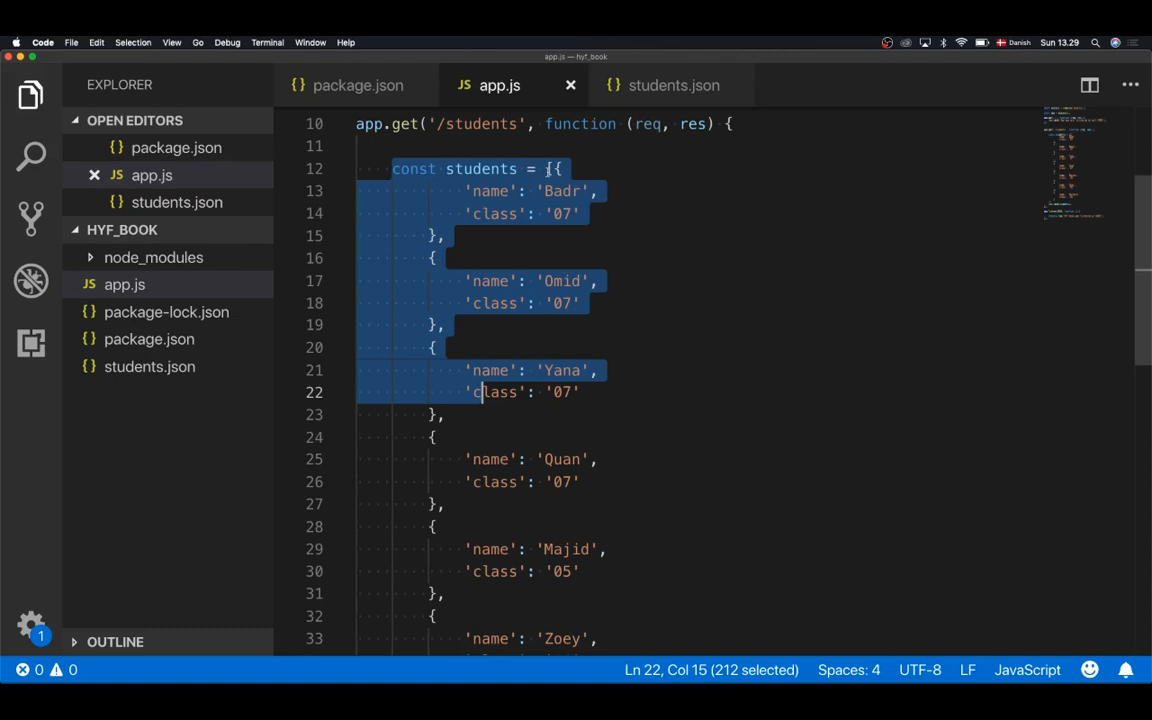 Code File Edit Selection View Go Debug Terminal Window Help Danish Sun 13.29
app.js — hyf_book
EXPLORER
{} package.json JS app.js {} students.json
OPEN EDITORS
{} package.json
JS app.js
{} students.json
HYF_BOOK
node_modules
JS app.js
{} package-lock.json
{} package.json
{} students.json
OUTLINE
10 app.get('/students', function (req, res) {
11
12 const students = [{
13 'name': 'Badr',
14 'class': '07'
15 },
16 {
17 'name': 'Omid',
18 'class': '07'
19 },
20 {
21 'name': 'Yana',
22 'class': '07'
23 },
24 {
25 'name': 'Quan',
26 'class': '07'
27 },
28 {
29 'name': 'Majid',
30 'class': '05'
31 },
32 {
33 'name': 'Zoey',
1
0 0 Ln 22, Col 15 (212 selected) Spaces: 4 UTF-8 LF JavaScript